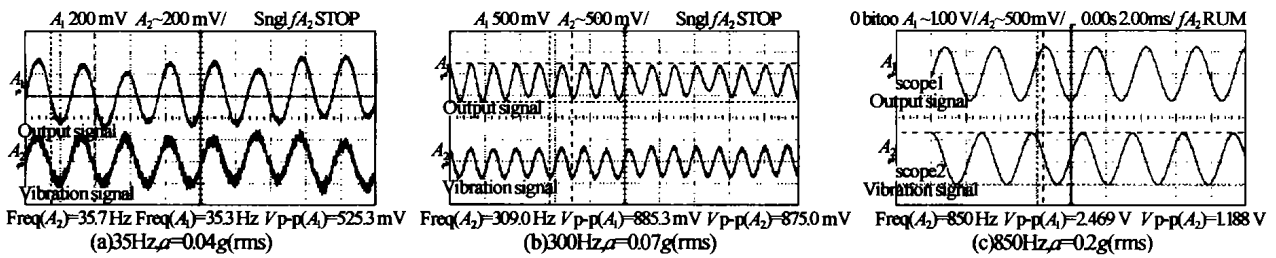 A₁ 200 mV A₂~200 mV/ Sngl fA₂ STOP
A₁
Output signal
A₂
Vibration signal
Freq(A₂)=35.7 Hz Freq(A₁)=35.3 Hz Vp-p(A₁)=525.3 mV
(a)35Hz,a=0.04g(rms)
A₁ 500 mV A₂~500 mV/ Sngl fA₂ STOP
A₁
Output signal
A₂
Vibration signal
Freq(A₂)=309.0 Hz Vp-p(A₁)=885.3 mV Vp-p(A₂)=875.0 mV
(b)300Hz,a=0.07g(rms)
0 bitoo A₁~1.00 V/A₂~500 mV/ 0.00s 2.00ms/ fA₂ RUM
A₁
scope1
Output signal
A₂
scope2
Vibration signal
Freq(A₂)=850 Hz Vp-p(A₁)=2.469 V Vp-p(A₂)=1.188 V
(c)850Hz,a=0.2g(rms)